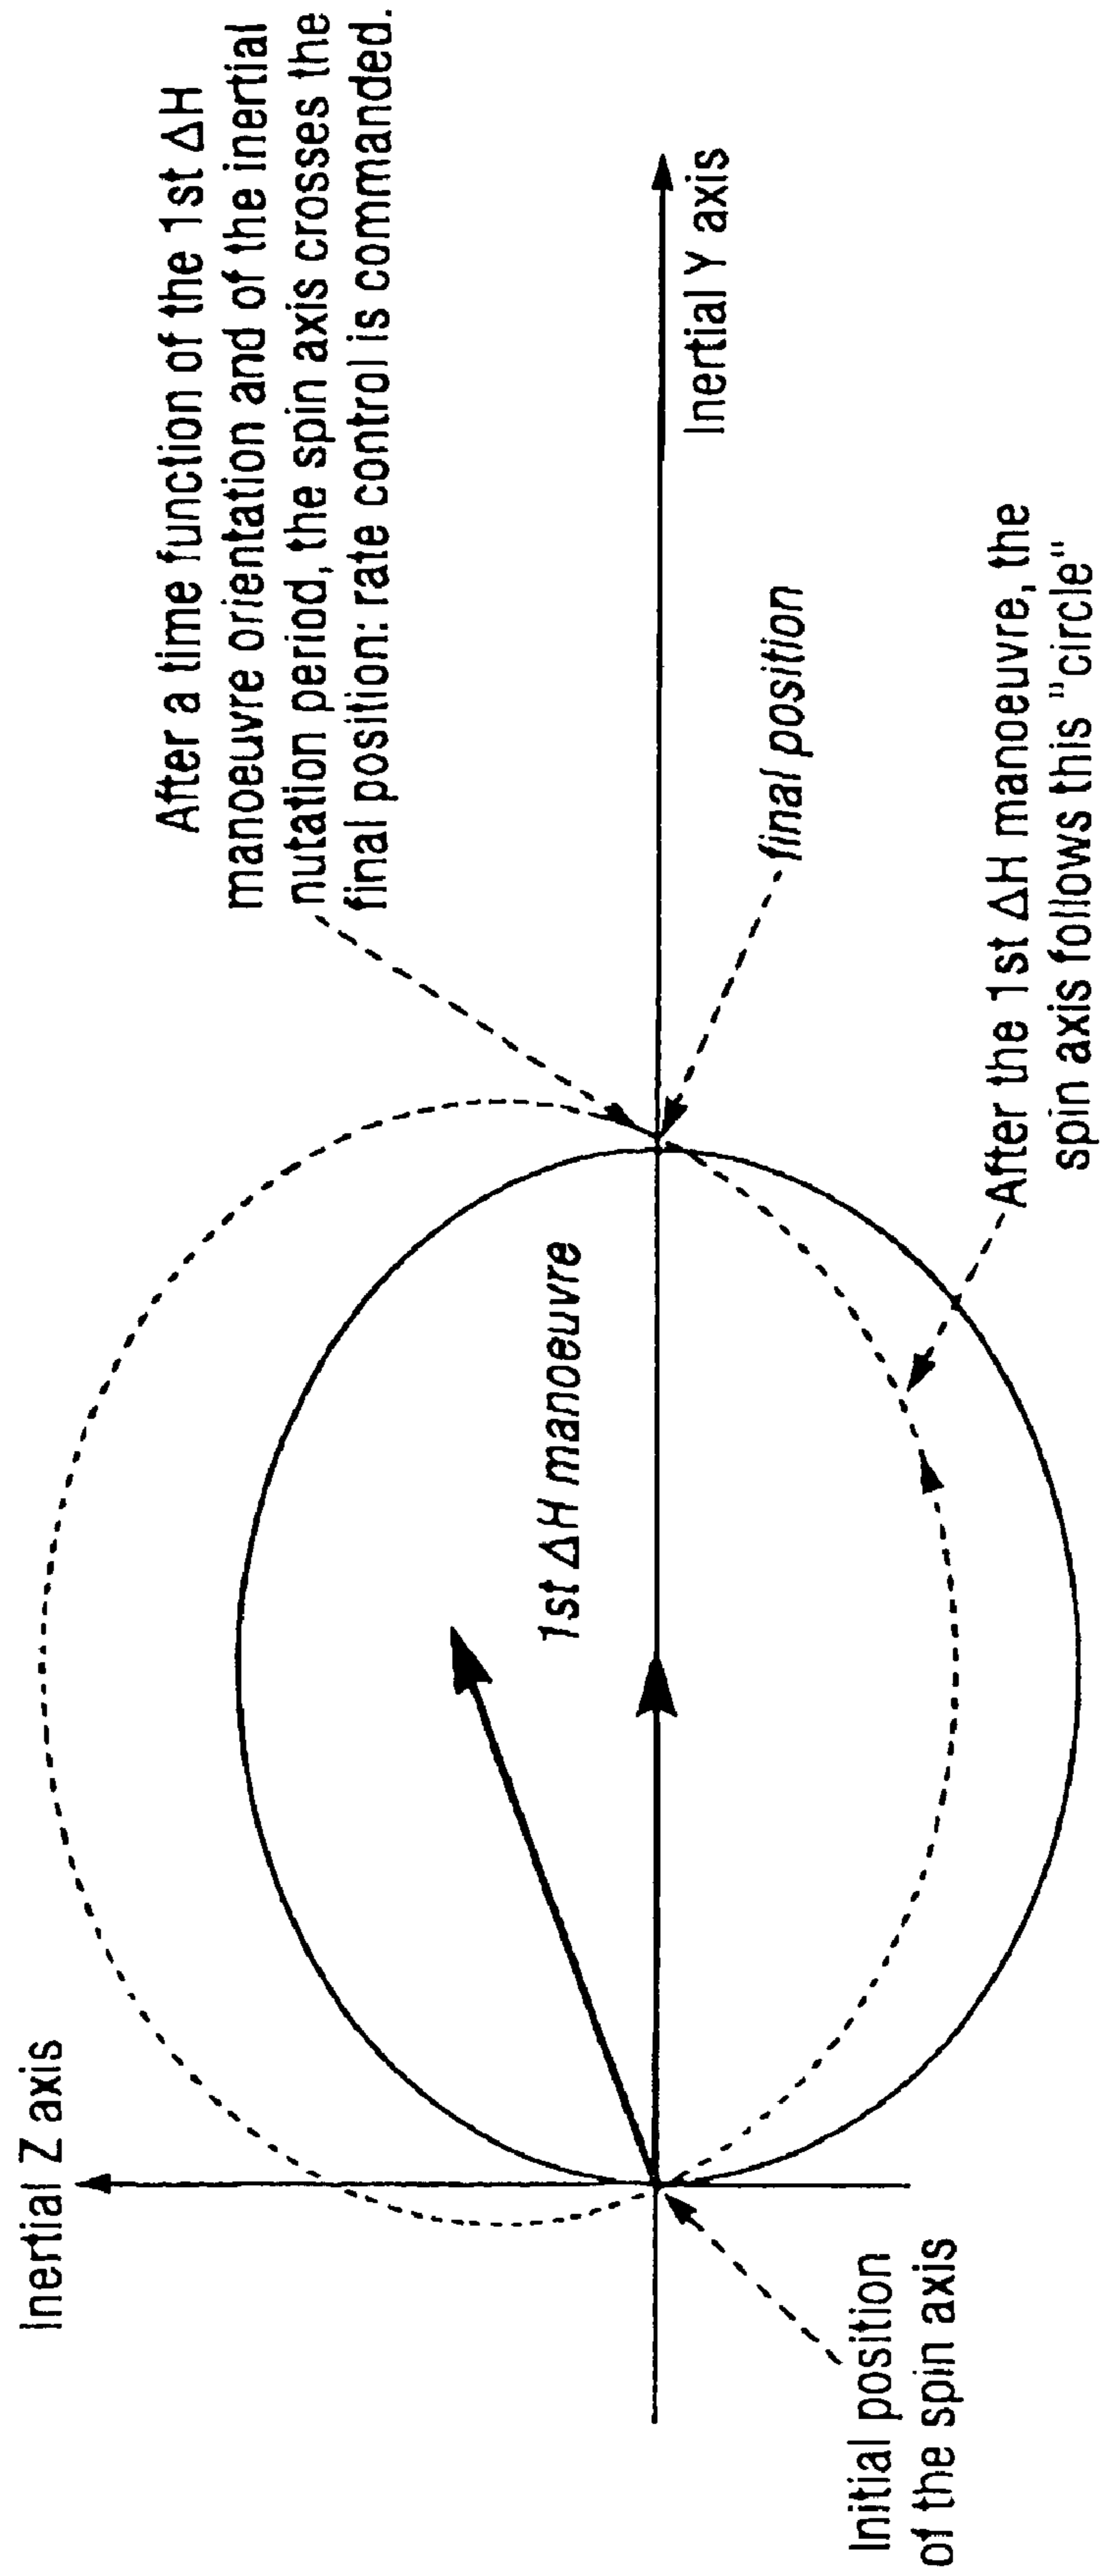 Inertial Z axis
After a time function of the 1st ΔH
manoeuvre orientation and of the inertial
nutation period, the spin axis crosses the
final position: rate control is commanded.
1st ΔH manoeuvre
Inertial Y axis
final position
Initial position
of the spin axis
After the 1st ΔH manoeuvre, the
spin axis follows this "circle"